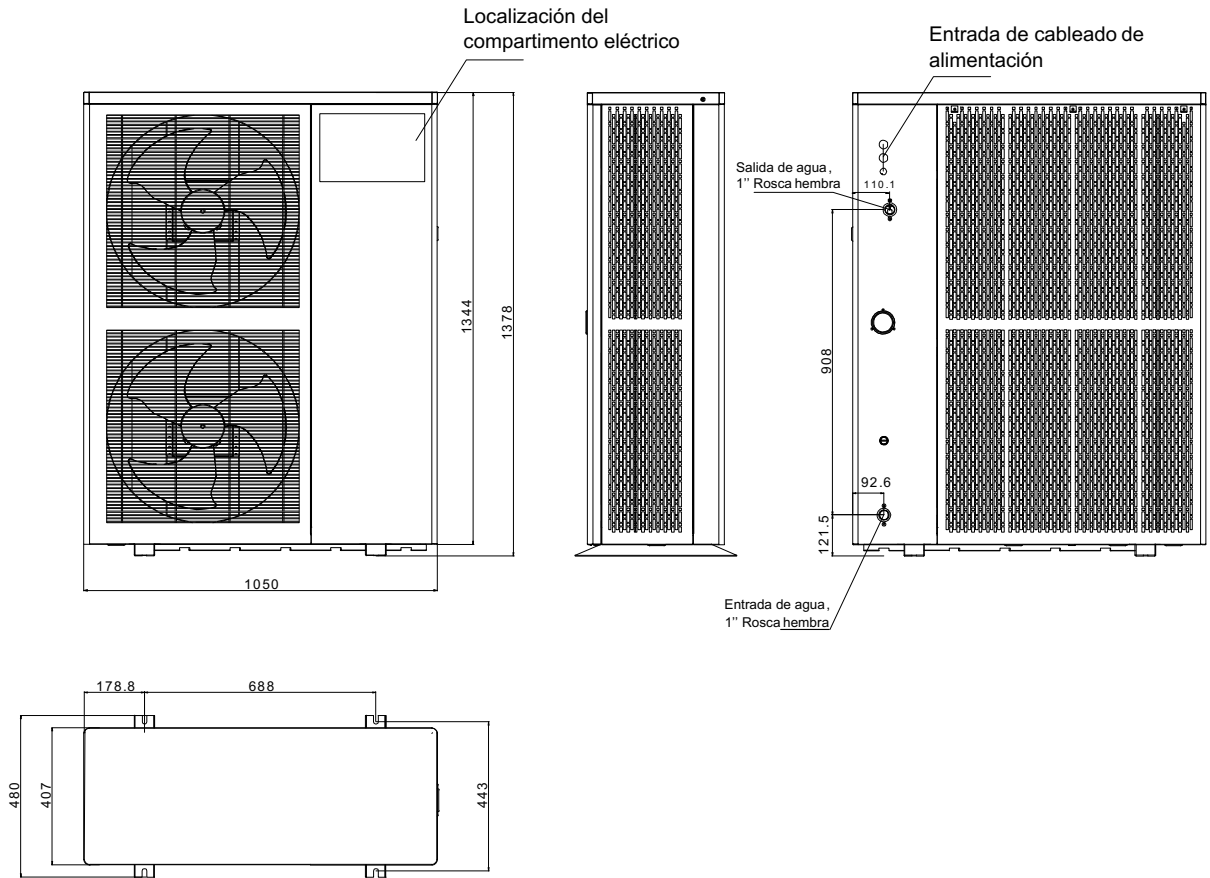 Localización del
compartimento eléctrico
Entrada de cableado de
alimentación
Salida de agua,
1’’ Rosca hembra
110.1
1344
1378
908
92.6
121.5
1050
Entrada de agua,
1’’ Rosca hembra
178.8
688
480
407
443